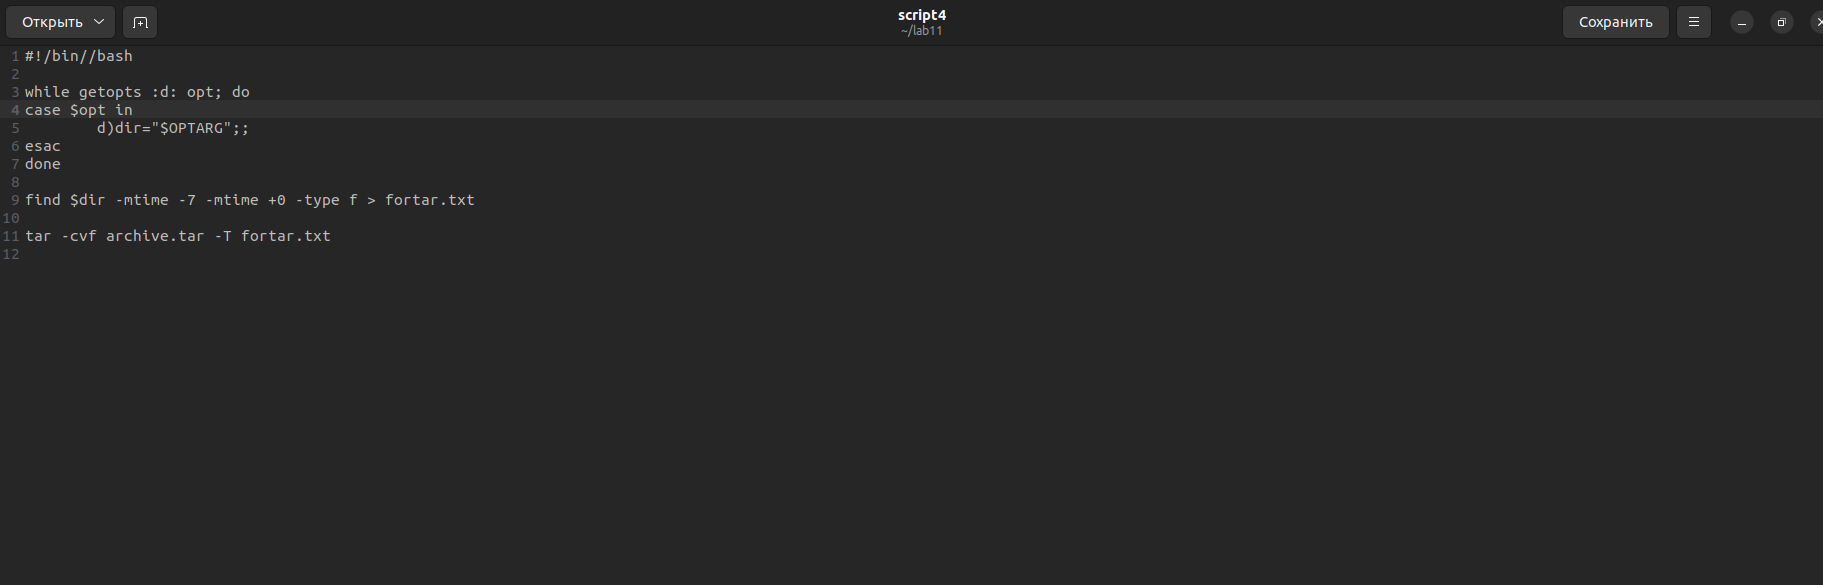 Открыть
script4
~/lab11
Сохранить
1 #!/bin//bash
2
3 while getopts :d: opt; do
4 case $opt in
5         d)dir="$OPTARG";;
6 esac
7 done
8
9 find $dir -mtime -7 -mtime +0 -type f > fortar.txt
10
11 tar -cvf archive.tar -T fortar.txt
12